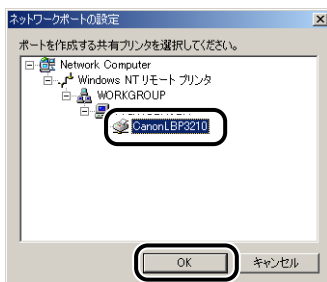 ネットワークポートの設定
ポートを作成する共有プリンタを選択してください。
Network Computer
Windows NT リモート プリンタ
WORKGROUP
CanonLBP3210
OK
キャンセル